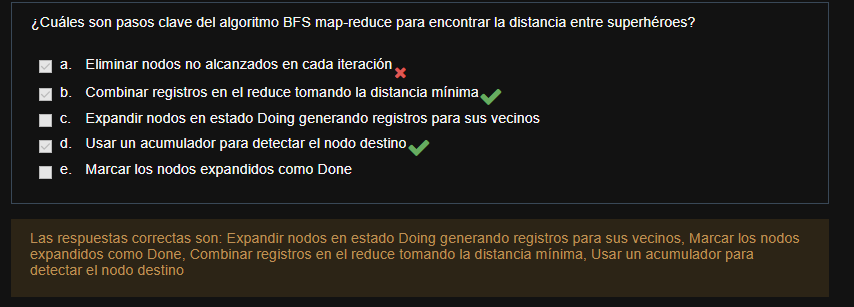 ¿Cuáles son pasos clave del algoritmo BFS map-reduce para encontrar la distancia entre superhéroes?
a. Eliminar nodos no alcanzados en cada iteración
b. Combinar registros en el reduce tomando la distancia mínima
c. Expandir nodos en estado Doing generando registros para sus vecinos
d. Usar un acumulador para detectar el nodo destino
e. Marcar los nodos expandidos como Done
Las respuestas correctas son: Expandir nodos en estado Doing generando registros para sus vecinos, Marcar los nodos
expandidos como Done, Combinar registros en el reduce tomando la distancia mínima, Usar un acumulador para
detectar el nodo destino